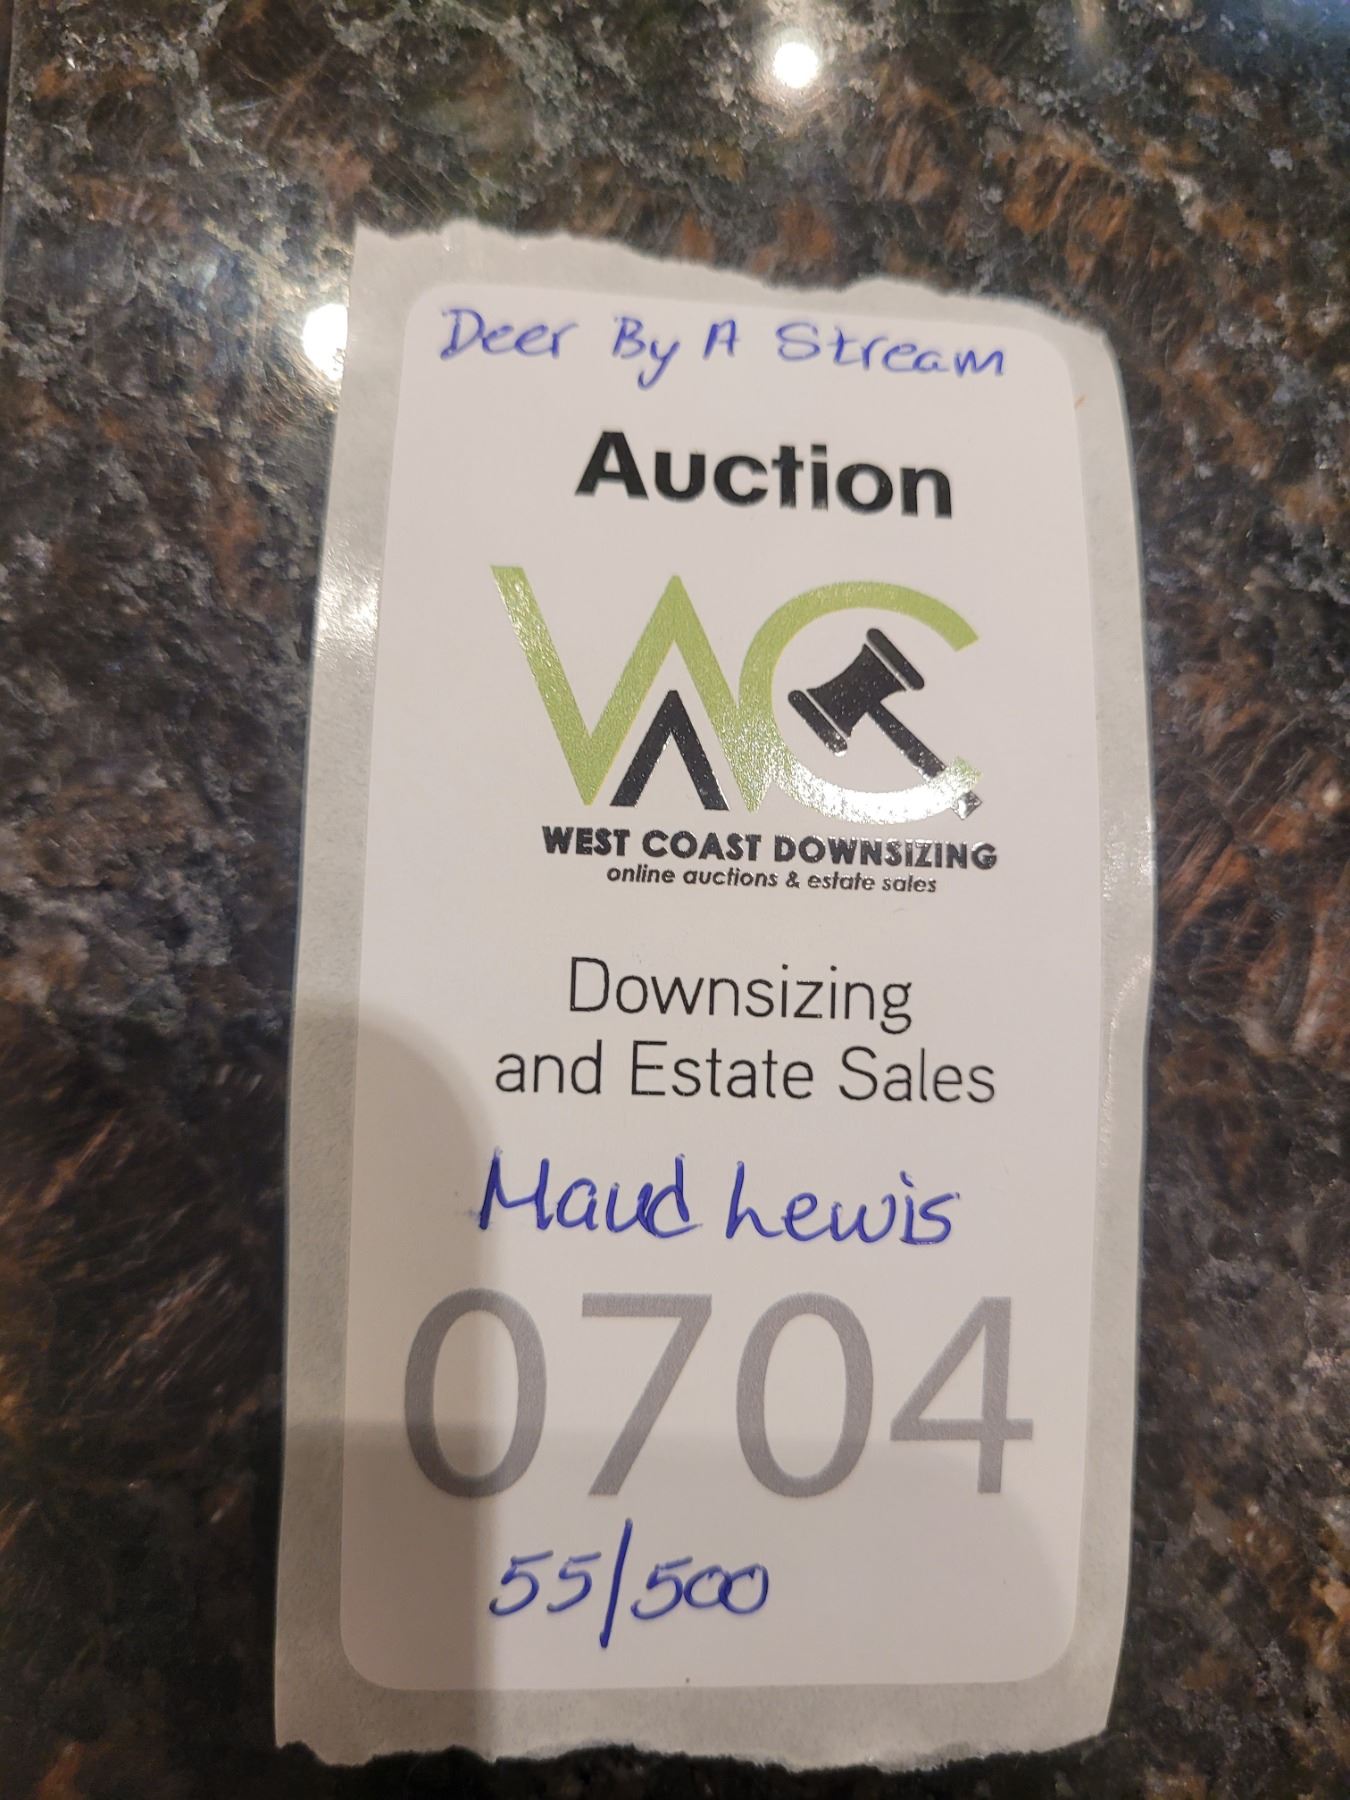 Deer By A Stream
Auction
WC
WEST COAST DOWNSIZING
online auctions & estate sales
Downsizing
and Estate Sales
Maud Lewis
0704
55/500